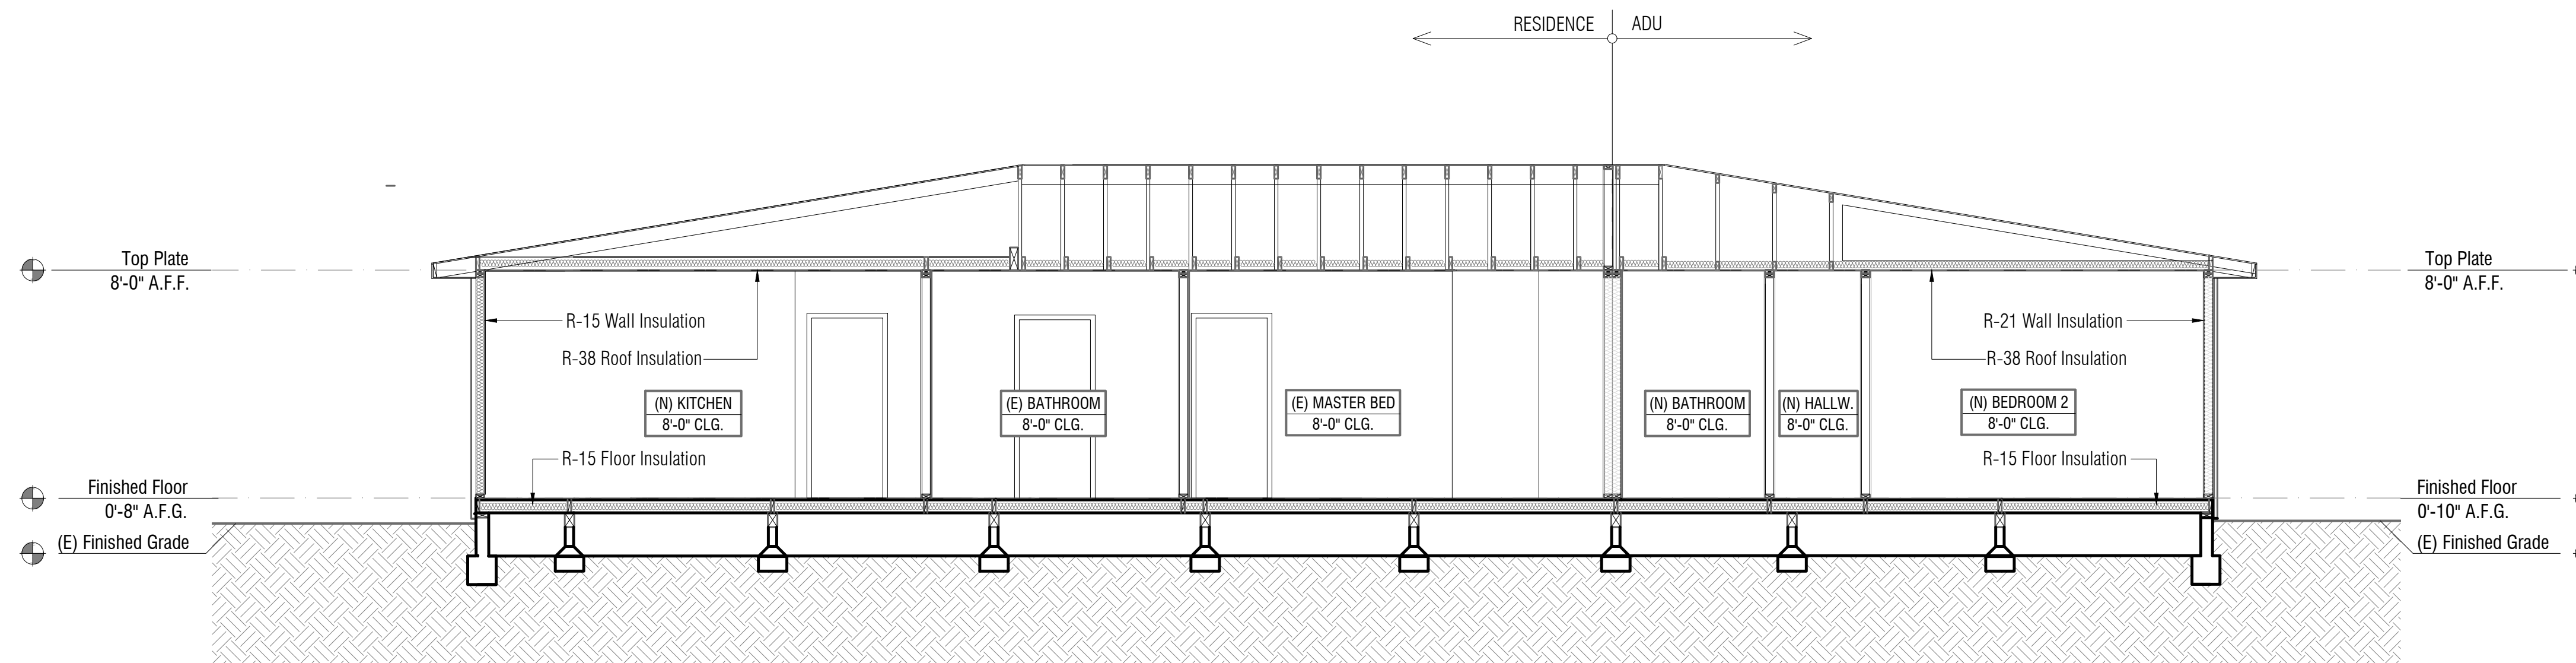 RESIDENCE ADU
Top Plate
8'-0" A.F.F.
Top Plate
8'-0" A.F.F.
R-15 Wall Insulation
R-21 Wall Insulation
R-38 Roof Insulation
R-38 Roof Insulation
(N) KITCHEN
8'-0" CLG.
(E) BATHROOM
8'-0" CLG.
(E) MASTER BED
8'-0" CLG.
(N) BATHROOM
8'-0" CLG.
(N) HALLW.
8'-0" CLG.
(N) BEDROOM 2
8'-0" CLG.
R-15 Floor Insulation
R-15 Floor Insulation
Finished Floor
0'-8" A.F.G.
(E) Finished Grade
Finished Floor
0'-10" A.F.G.
(E) Finished Grade